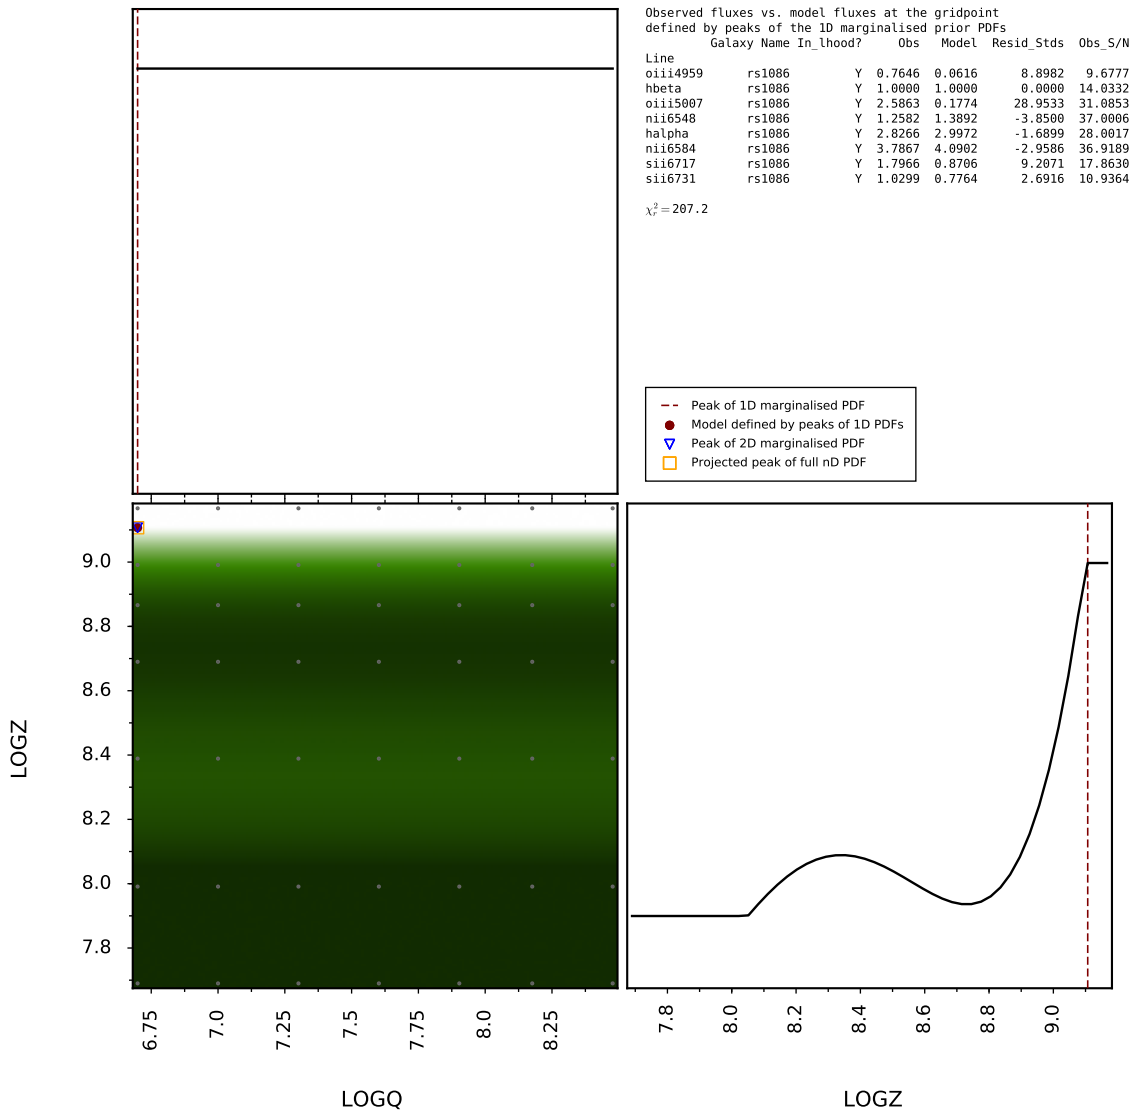 Observed fluxes vs. model fluxes at the gridpoint
defined by peaks of the 1D marginalised prior PDFs
Galaxy Name In_lhood? Obs Model Resid_Stds Obs_S/N
Line
oiii4959 rs1086 Y 0.7646 0.0616 8.8982 9.6777
hbeta rs1086 Y 1.0000 1.0000 0.0000 14.0332
oiii5007 rs1086 Y 2.5863 0.1774 28.9533 31.0853
nii6548 rs1086 Y 1.2582 1.3892 -3.8500 37.0006
halpha rs1086 Y 2.8266 2.9972 -1.6899 28.0017
nii6584 rs1086 Y 3.7867 4.0902 -2.9586 36.9189
sii6717 rs1086 Y 1.7966 0.8706 9.2071 17.8630
sii6731 rs1086 Y 1.0299 0.7764 2.6916 10.9364
χ²ᵣ = 207.2
Peak of 1D marginalised PDF
Model defined by peaks of 1D PDFs
Peak of 2D marginalised PDF
Projected peak of full nD PDF
LOGZ
9.0
8.8
8.6
8.4
8.2
8.0
7.8
6.75 7.0 7.25 7.5 7.75 8.0 8.25
LOGQ
7.8 8.0 8.2 8.4 8.6 8.8 9.0
LOGZ